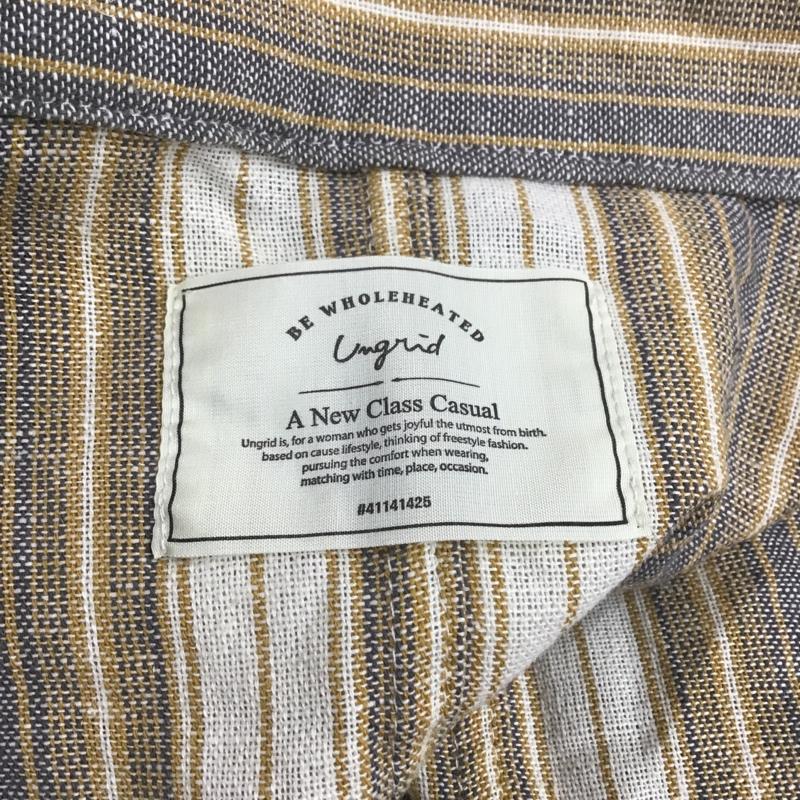 BE WHOLEHEATED
Ungrid
A New Class Casual
Ungrid is, for a woman who gets joyful the utmost from birth.
based on cause lifestyle, thinking of freestyle fashion.
pursuing the comfort when wearing,
matching with time, place, occasion.
#41141425